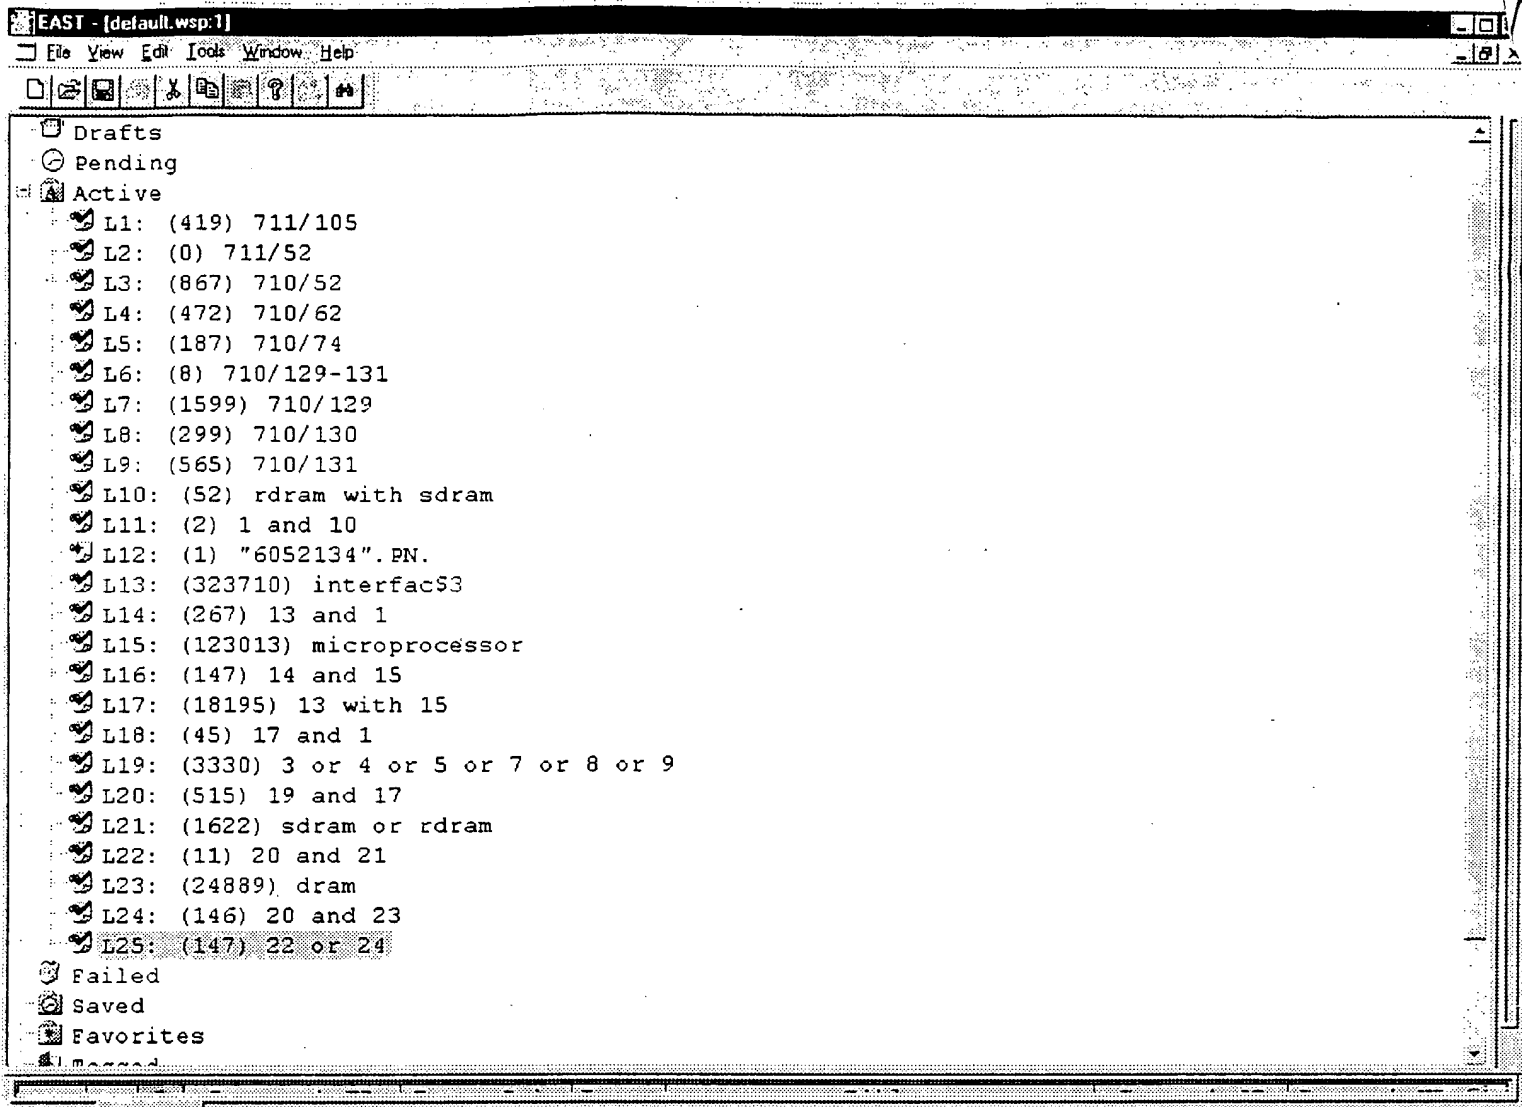 EAST - [default.wsp:1]
File View Edit Tools Window Help
Drafts
Pending
Active
L1: (419) 711/105
L2: (0) 711/52
L3: (867) 710/52
L4: (472) 710/62
L5: (187) 710/74
L6: (8) 710/129-131
L7: (1599) 710/129
L8: (299) 710/130
L9: (565) 710/131
L10: (52) rdram with sdram
L11: (2) 1 and 10
L12: (1) "6052134".PN.
L13: (323710) interfac$3
L14: (267) 13 and 1
L15: (123013) microprocessor
L16: (147) 14 and 15
L17: (18195) 13 with 15
L18: (45) 17 and 1
L19: (3330) 3 or 4 or 5 or 7 or 8 or 9
L20: (515) 19 and 17
L21: (1622) sdram or rdram
L22: (11) 20 and 21
L23: (24889) dram
L24: (146) 20 and 23
L25: (147) 22 or 24
Failed
Saved
Favorites